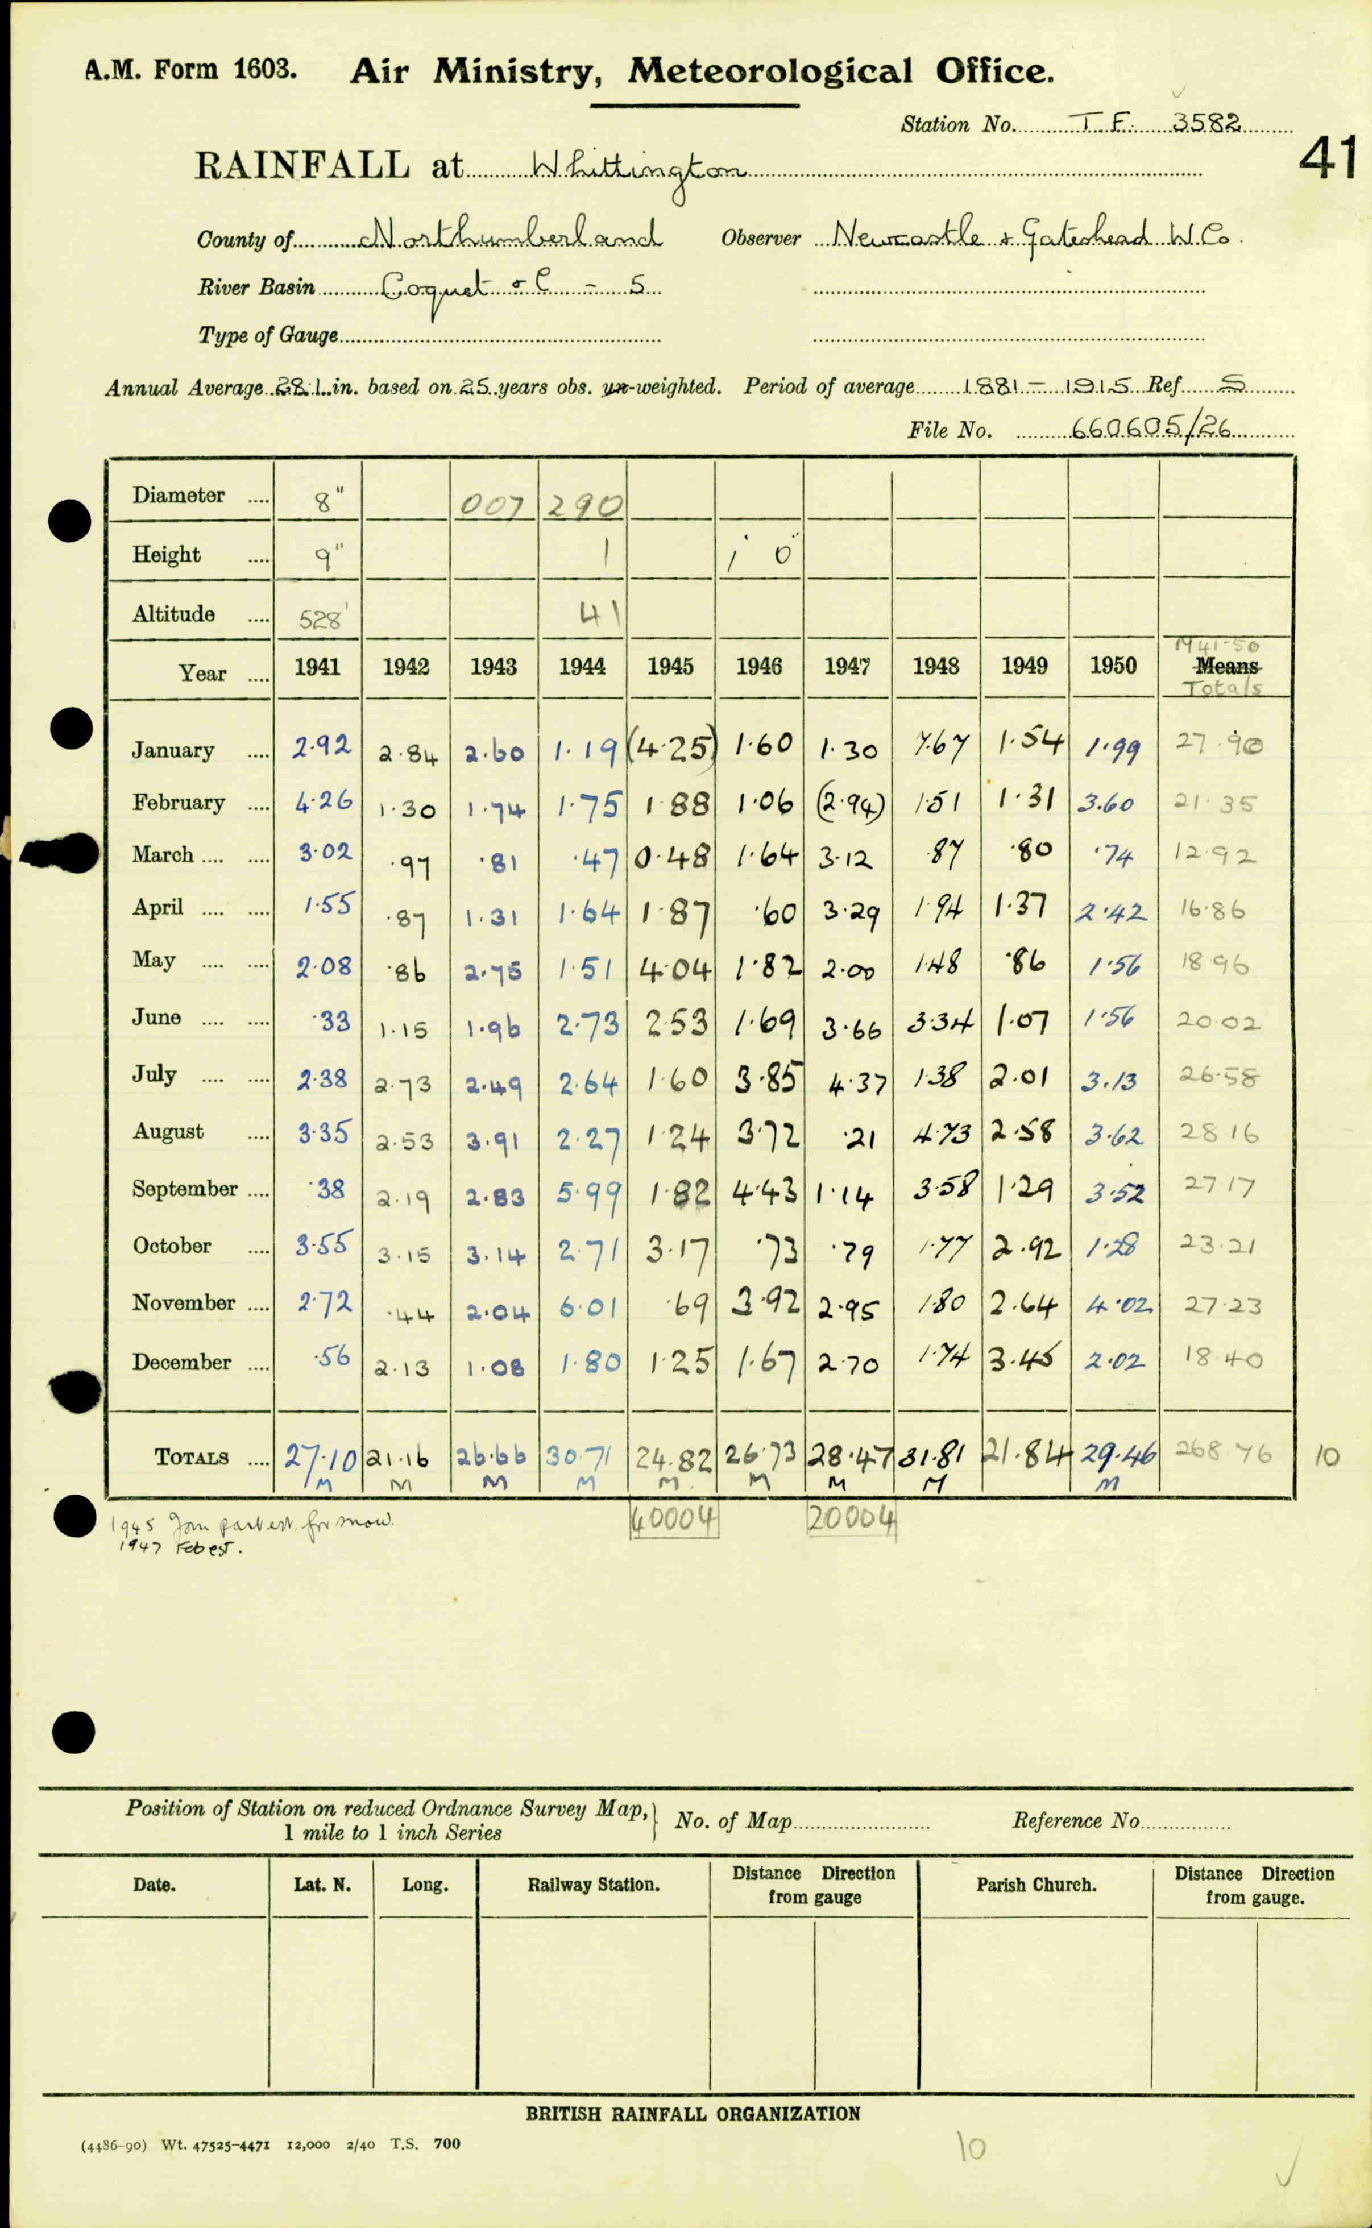 A.M. Form 1603. Air Ministry, Meteorological Office.
Station No. T.F. 3582
41
RAINFALL at Whittington
County of Northumberland Observer Newcastle & Gateshead W.Co.
River Basin Coquet & C - 5
Type of Gauge
Annual Average 28.1 in. based on 25 years obs. un-weighted. Period of average 1881 - 1915 Ref S
File No. 660605/26
Diameter .... 8" 007 290
Height .... 9" 1 1' 0"
Altitude .... 528' 41
M 41-50
Year .... 1941 1942 1943 1944 1945 1946 1947 1948 1949 1950 Means
Totals
January .... 2.92 2.84 2.60 1.19 (4.25) 1.60 1.30 7.67 1.54 1.99 27.90
February .... 4.26 1.30 1.74 1.75 1.88 1.06 (2.94) 1.51 1.31 3.60 21.35
March .... .... 3.02 .97 .81 .47 0.48 1.64 3.12 .87 .80 .74 12.92
April .... .... 1.55 .87 1.31 1.64 1.87 .60 3.29 1.94 1.37 2.42 16.86
May .... .... 2.08 .86 2.75 1.51 4.04 1.82 2.00 1.48 .86 1.56 18.96
June .... .... .33 1.15 1.96 2.73 2.53 1.69 3.66 3.34 1.07 1.56 20.02
July .... .... 2.38 2.73 2.49 2.64 1.60 3.85 4.37 1.38 2.01 3.13 26.58
August .... 3.35 2.53 3.91 2.27 1.24 3.72 .21 4.73 2.58 3.62 28.16
September .... .38 2.19 2.83 5.99 1.82 4.43 1.14 3.58 1.29 3.52 27.17
October .... 3.55 3.15 3.14 2.71 3.17 .73 .79 1.77 2.92 1.28 23.21
November .... 2.72 .44 2.04 6.01 .69 3.92 2.95 1.80 2.64 4.02 27.23
December .... .56 2.13 1.08 1.80 1.25 1.67 2.70 1.74 3.45 2.02 18.40
TOTALS .... 27.10 21.16 26.66 30.71 24.82 26.73 28.47 31.81 21.84 29.46 268.76 10
M M M M M. M M M M
40004 20004
1945 Jan part est. for snow.
1947 Feb est.
Position of Station on reduced Ordnance Survey Map, 1 mile to 1 inch Series } No. of Map Reference No.
Date. Lat. N. Long. Railway Station. Distance Direction from gauge Parish Church. Distance Direction from gauge.
BRITISH RAINFALL ORGANIZATION
(4486-90) Wt. 47525-4471 12,000 2/40 T.S. 700
10